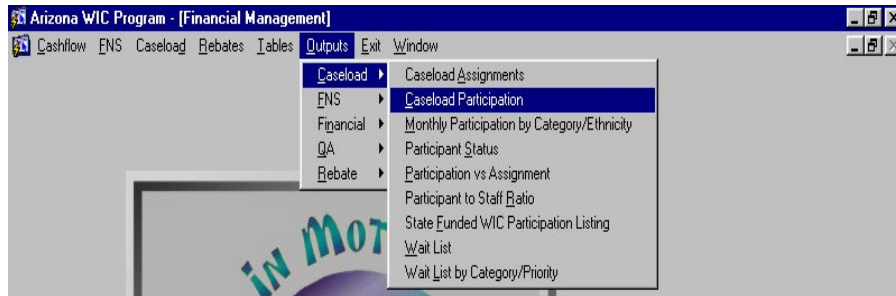 Arizona WIC Program - [Financial Management]
Cashflow FNS Caseload Rebates Tables Outputs Exit Window
Caseload
FNS
Financial
QA
Rebate
Caseload Assignments
Caseload Participation
Monthly Participation by Category/Ethnicity
Participant Status
Participation vs Assignment
Participant to Staff Ratio
State Funded WIC Participation Listing
Wait List
Wait List by Category/Priority
in MOT